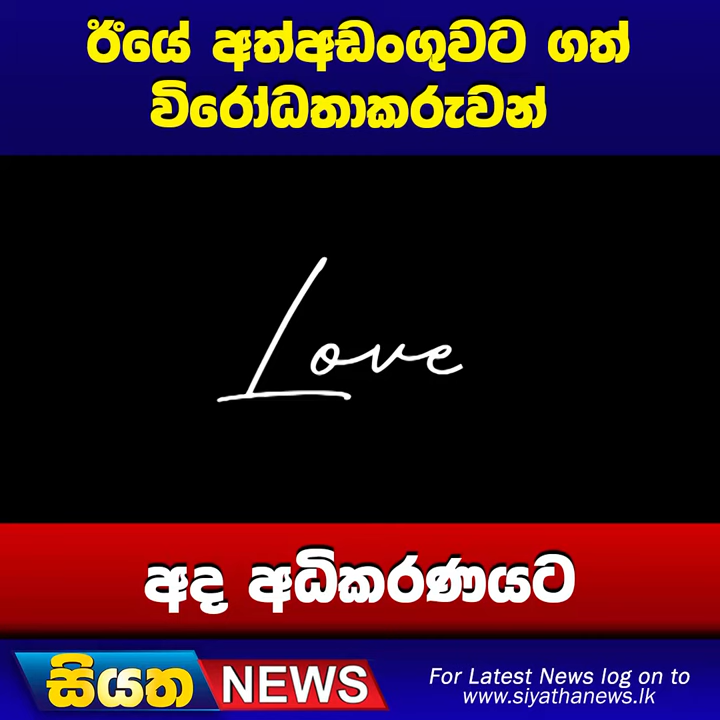 ඊයේ අත්අඩංගුවට ගත්
විරෝධතාකරුවන්
Love
අද අධිකරණයට
සියත NEWS
For Latest News log on to
www.siyathanews.lk